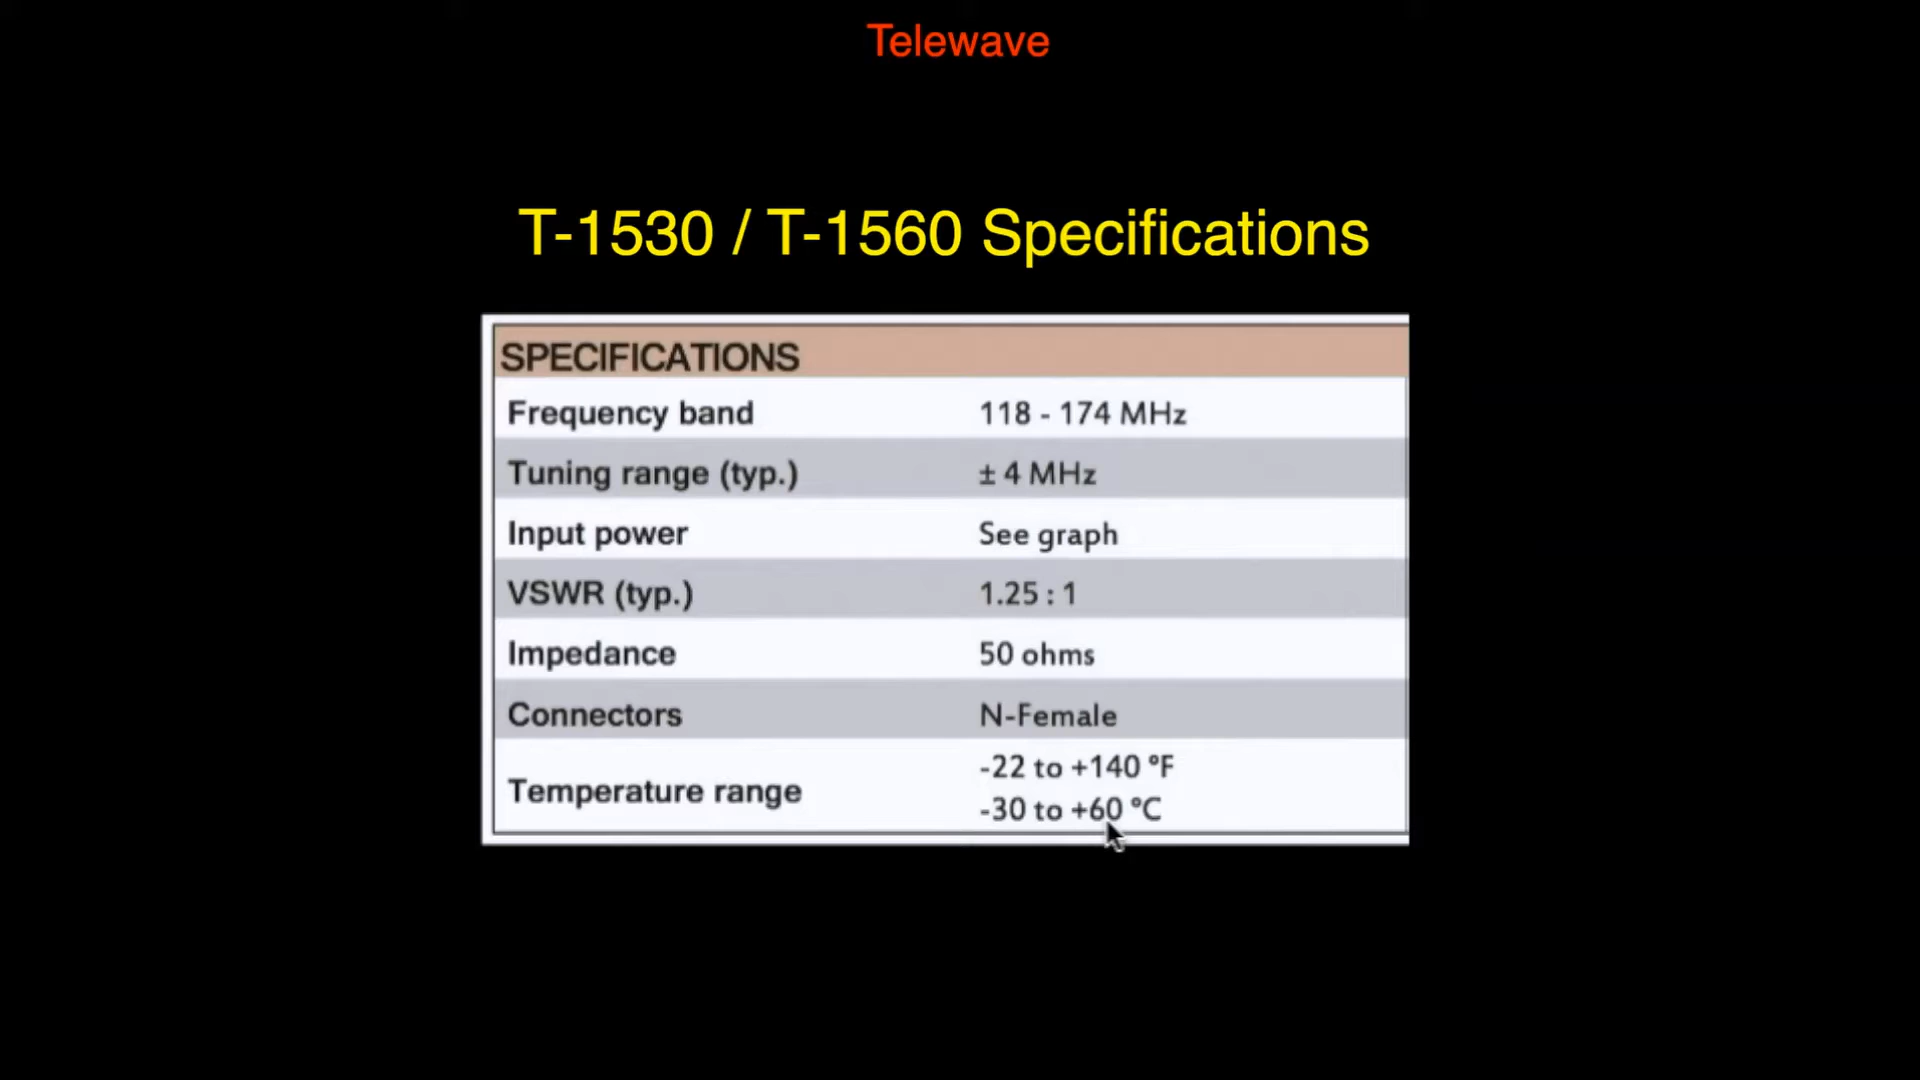 Telewave
T-1530 / T-1560 Specifications
SPECIFICATIONS
Frequency band 118 - 174 MHz
Tuning range (typ.) ± 4 MHz
Input power See graph
VSWR (typ.) 1.25 : 1
Impedance 50 ohms
Connectors N-Female
Temperature range -22 to +140 °F
-30 to +60 °C